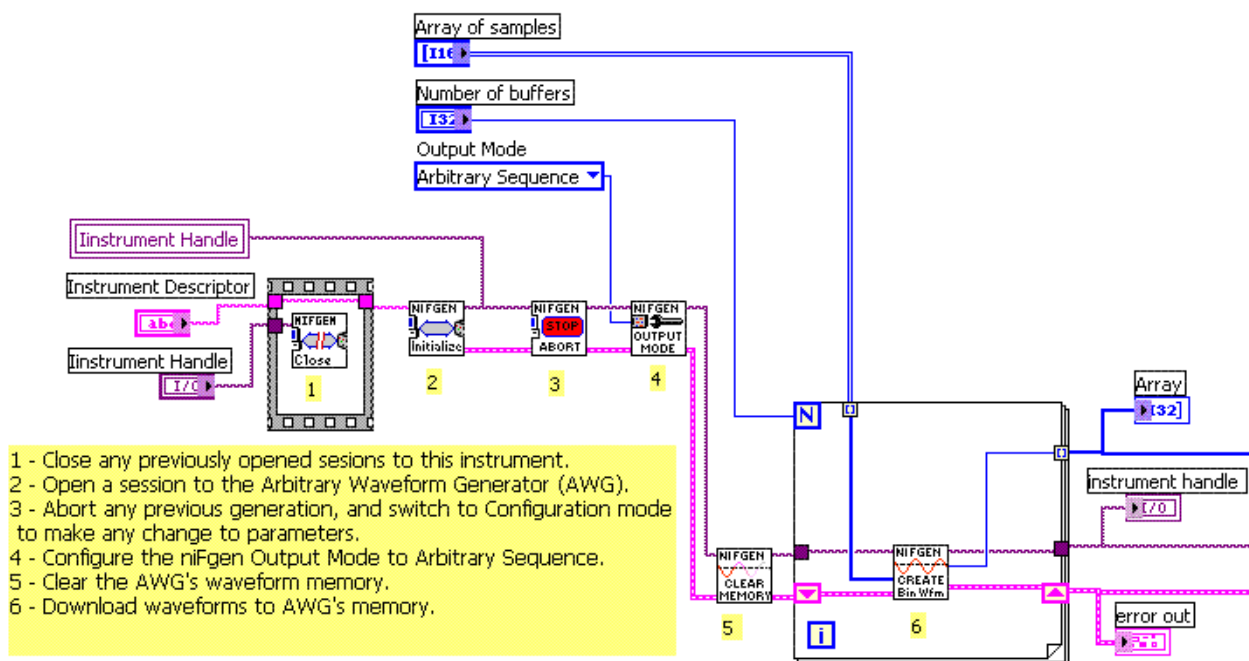 Array of samples
[I16
Number of buffers
I32
Output Mode
Arbitrary Sequence
Iinstrument Handle
Instrument Descriptor
abc
Iinstrument Handle
I/O
NIFGEN
Close
1
NIFGEN
Initialize
2
NIFGEN
STOP
ABORT
3
NIFGEN
OUTPUT
MODE
4
NIFGEN
CLEAR
MEMORY
5
N
i
NIFGEN
CREATE
Bin Wfm
6
Array
I32]
instrument handle
I/O
error out
1 - Close any previously opened sesions to this instrument.
2 - Open a session to the Arbitrary Waveform Generator (AWG).
3 - Abort any previous generation, and switch to Configuration mode
to make any change to parameters.
4 - Configure the niFgen Output Mode to Arbitrary Sequence.
5 - Clear the AWG's waveform memory.
6 - Download waveforms to AWG's memory.